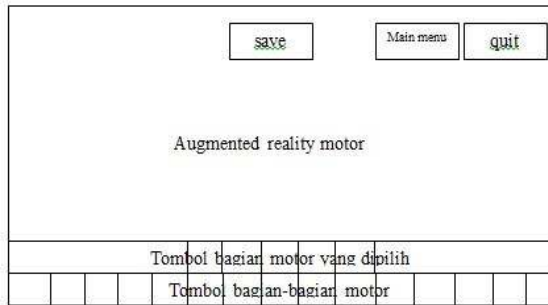 save
Main menu
quit
Augmented reality motor
Tombol bagian motor yang dipilih
Tombol bagian-bagian motor